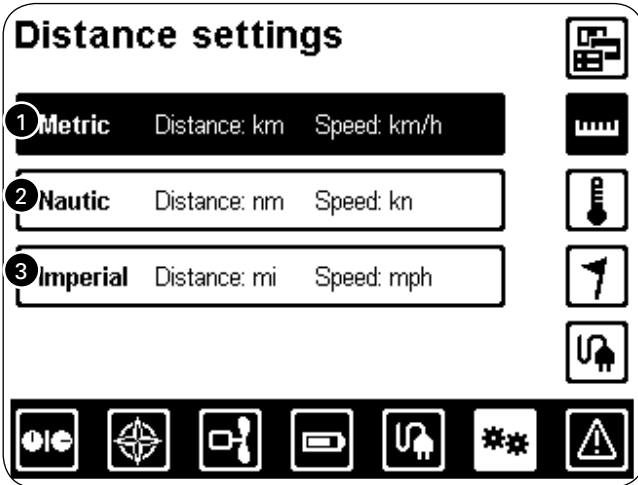 Distance settings
1 Metric Distance: km Speed: km/h
2 Nautic Distance: nm Speed: kn
3 Imperial Distance: mi Speed: mph